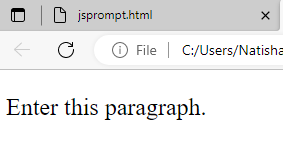 jsprompt.html
File C:/Users/Natisha
Enter this paragraph.